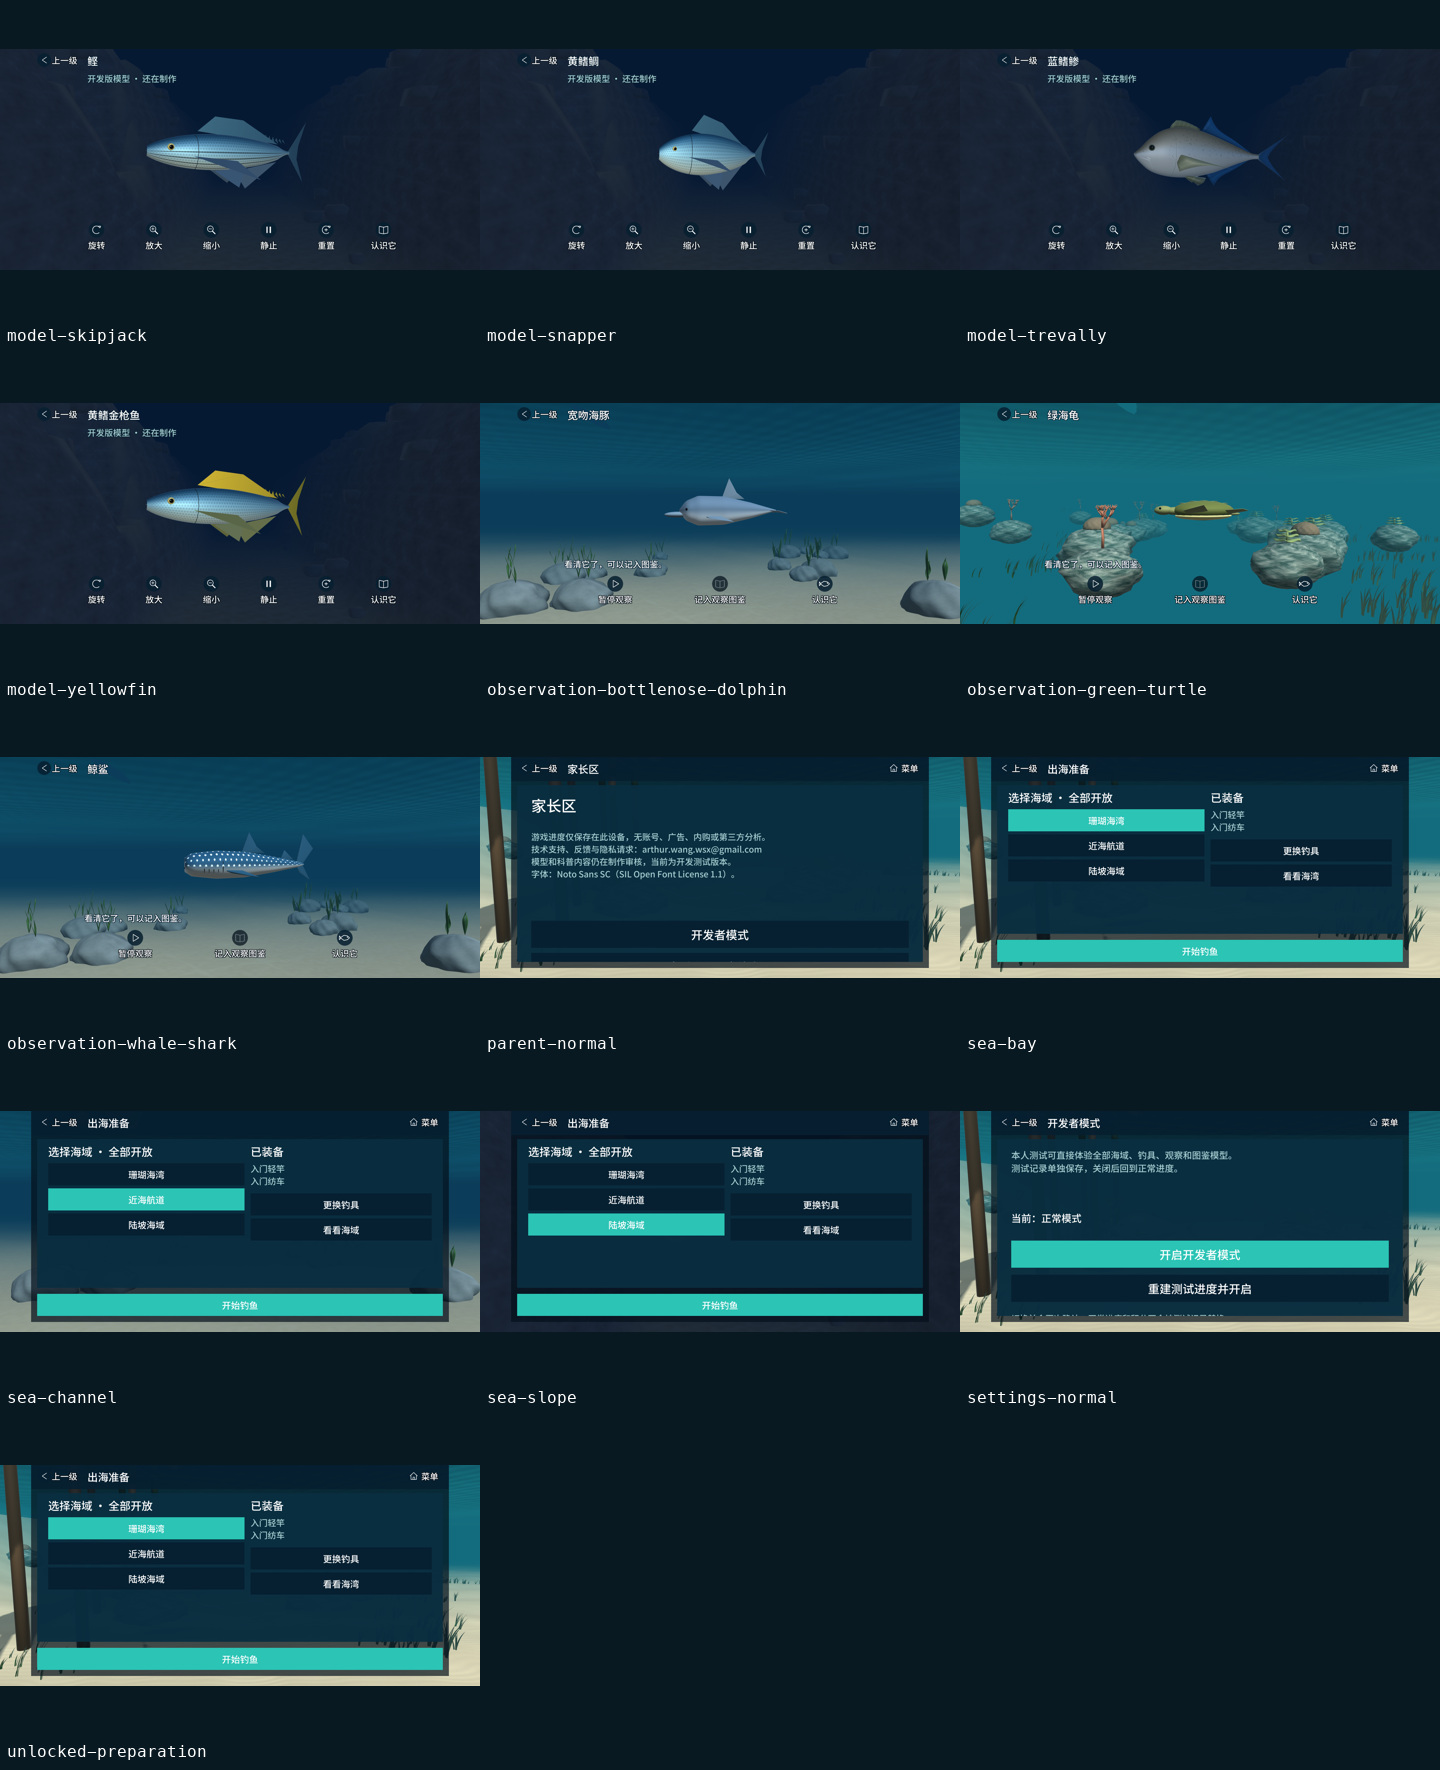 上一级 鲣
开发版模型 · 还在制作
旋转 放大 缩小 静止 重置 认识它
model-skipjack
上一级 黄鳍鲷
开发版模型 · 还在制作
旋转 放大 缩小 静止 重置 认识它
model-snapper
上一级 蓝鳍鲹
开发版模型 · 还在制作
旋转 放大 缩小 静止 重置 认识它
model-trevally
上一级 黄鳍金枪鱼
开发版模型 · 还在制作
旋转 放大 缩小 静止 重置 认识它
model-yellowfin
上一级 宽吻海豚
看清它了，可以记入图鉴。
暂停观察 记入观察图鉴 认识它
observation-bottlenose-dolphin
上一级 绿海龟
看清它了，可以记入图鉴。
暂停观察 记入观察图鉴 认识它
observation-green-turtle
上一级 鲸鲨
看清它了，可以记入图鉴。
暂停观察 记入观察图鉴 认识它
observation-whale-shark
上一级 家长区 菜单
家长区
游戏进度仅保存在此设备，无账号、广告、内购或第三方分析。
技术支持、反馈与隐私请求：arthur.wang.wsx@gmail.com
模型和科普内容仍在制作审核，当前为开发测试版本。
字体：Noto Sans SC（SIL Open Font License 1.1）。
开发者模式
parent-normal
上一级 出海准备 菜单
选择海域 · 全部开放 已装备
珊瑚海湾
近海航道
陆坡海域
入门轻竿
入门纺车
更换钓具
看看海湾
开始钓鱼
sea-bay
上一级 出海准备 菜单
选择海域 · 全部开放 已装备
珊瑚海湾
近海航道
陆坡海域
入门轻竿
入门纺车
更换钓具
看看海域
开始钓鱼
sea-channel
上一级 出海准备 菜单
选择海域 · 全部开放 已装备
珊瑚海湾
近海航道
陆坡海域
入门轻竿
入门纺车
更换钓具
看看海域
开始钓鱼
sea-slope
上一级 开发者模式 菜单
本人测试可直接体验全部海域、钓具、观察和图鉴模型。
测试记录单独保存，关闭后回到正常进度。
当前：正常模式
开启开发者模式
重建测试进度并开启
settings-normal
上一级 出海准备 菜单
选择海域 · 全部开放 已装备
珊瑚海湾
近海航道
陆坡海域
入门轻竿
入门纺车
更换钓具
看看海湾
开始钓鱼
unlocked-preparation